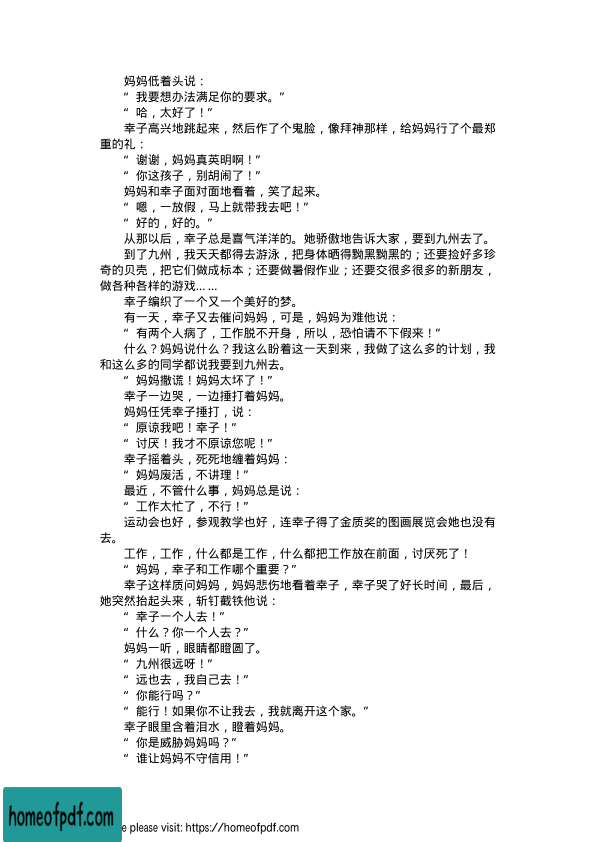 妈妈低着头说：
“ 我要想办法满足你的要求。”
“ 哈，太好了！”
幸子高兴地跳起来，然后作了个鬼脸，像拜神那样，给妈妈行了个最郑
重的礼：
“ 谢谢，妈妈真英明啊！”
“ 你这孩子，别胡闹了！”
妈妈和幸子面对面地看着，笑了起来。
“ 嗯，一放假，马上就带我去吧！”
“ 好的，好的。”
从那以后，幸子总是喜气洋洋的。她骄傲地告诉大家，要到九州去了。
到了九州，我天天都得去游泳，把身体晒得黝黑黝黑的；还要捡好多珍
奇的贝壳，把它们做成标本；还要做暑假作业；还要交很多很多的新朋友，
做各种各样的游戏……
幸子编织了一个又一个美好的梦。
有一天，幸子又去催问妈妈，可是，妈妈为难他说：
“ 有两个人病了，工作脱不开身，所以，恐怕请不下假来！”
什么？妈妈说什么？我这么盼着这一天到来，我做了这么多的计划，我
和这么多的同学都说我要到九州去。
“ 妈妈撒谎！妈妈太坏了！”
幸子一边哭，一边捶打着妈妈。
妈妈任凭幸子捶打，说：
“ 原谅我吧！幸子！”
“ 讨厌！我才不原谅您呢！”
幸子摇着头，死死地缠着妈妈：
“ 妈妈废活，不讲理！”
最近，不管什么事，妈妈总是说：
“ 工作太忙了，不行！”
运动会也好，参观教学也好，连幸子得了金质奖的图画展览会她也没有
去。
工作，工作，什么都是工作，什么都把工作放在前面，讨厌死了！
“ 妈妈，幸子和工作哪个重要？”
幸子这样质问妈妈，妈妈悲伤地看着幸子，幸子哭了好长时间，最后，
她突然抬起头来，斩钉截铁他说：
“ 幸子一个人去！”
“ 什么？你一个人去？”
妈妈一听，眼睛都瞪圆了。
“ 九州很远呀！”
“ 远也去，我自己去！”
“ 你能行吗？”
“ 能行！如果你不让我去，我就离开这个家。”
幸子眼里含着泪水，瞪着妈妈。
“ 你是威胁妈妈吗？”
“ 谁让妈妈不守信用！”
homeofpdf.com
e please visit: https://homeofpdf.com